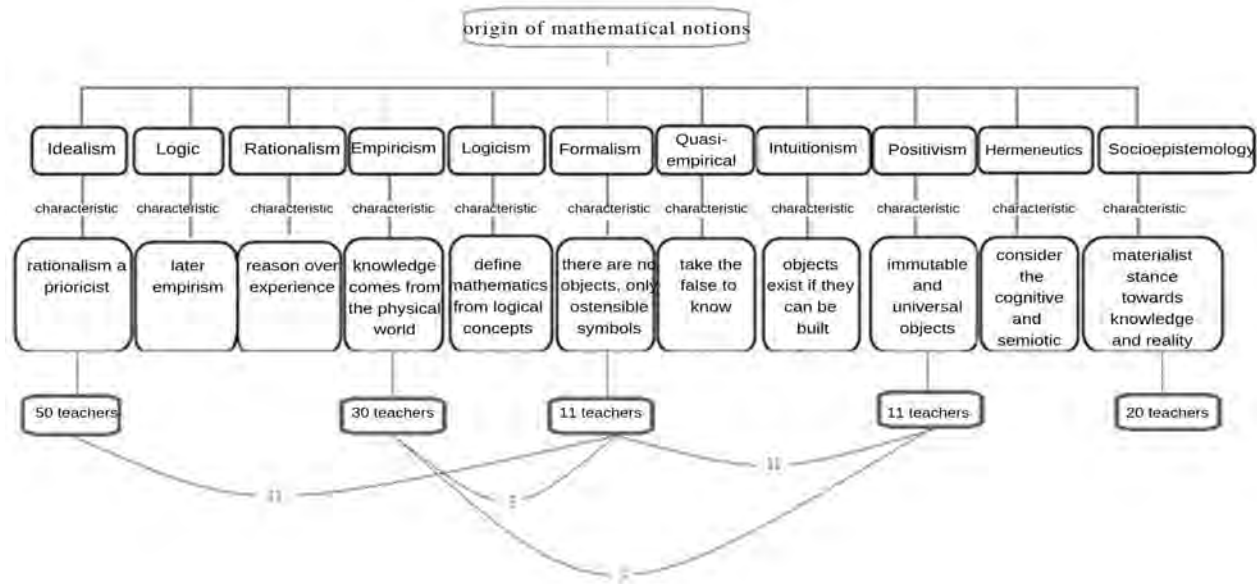 origin of mathematical notions
Idealism
Logic
Rationalism
Empiricism
Logicism
Formalism
Quasi-
empirical
Intuitionism
Positivism
Hermeneutics
Socioepistemology
characteristic
characteristic
characteristic
characteristic
characteristic
characteristic
characteristic
characteristic
characteristic
characteristic
characteristic
rationalism a
prioricist
later
empirism
reason over
experience
knowledge
comes from
the physical
world
define
mathematics
from logical
concepts
there are no
objects, only
ostensible
symbols
take the
false to
know
objects
exist if they
can be
built
immutable
and
universal
objects
consider
the
cognitive
and
semiotic
materialist
stance
towards
knowledge
and reality
50 teachers
30 teachers
11 teachers
11 teachers
20 teachers
11